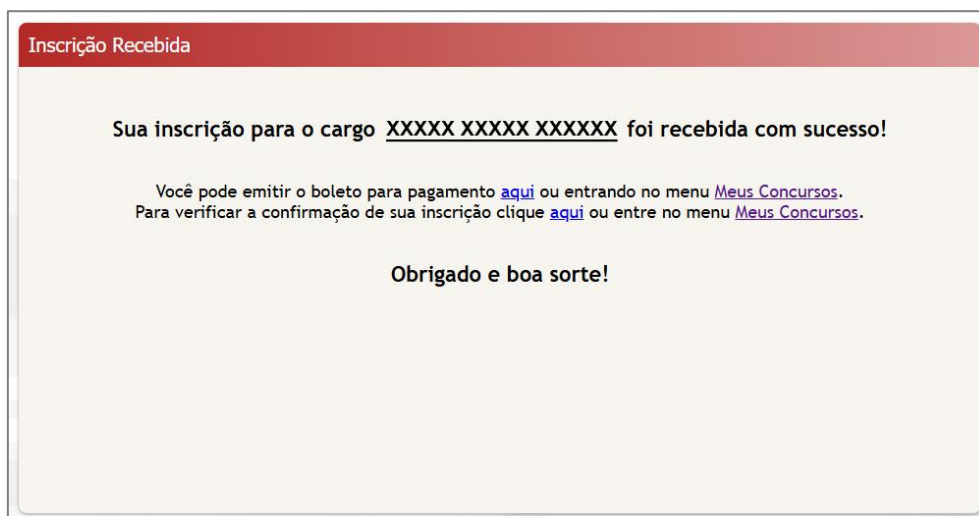 Inscrição Recebida
Sua inscrição para o cargo XXXXX XXXXX XXXXXX foi recebida com sucesso!
Você pode emitir o boleto para pagamento aqui ou entrando no menu Meus Concursos.
Para verificar a confirmação de sua inscrição clique aqui ou entre no menu Meus Concursos.
Obrigado e boa sorte!